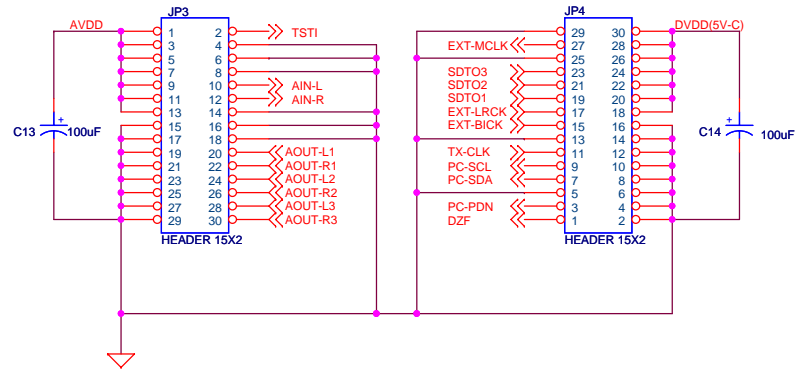 JP3
JP4
AVDD
1 2 TSTI
3 4
5 6
7 8
9 10 AIN-L
11 12 AIN-R
13 14
15 16
17 18
19 20 AOUT-L1
21 22 AOUT-R1
23 24 AOUT-L2
25 26 AOUT-R2
27 28 AOUT-L3
29 30 AOUT-R3
HEADER 15X2
C13
+
100uF
DVDD(5V-C)
29 30
EXT-MCLK 27 28
25 26
SDTO3 23 24
SDTO2 21 22
SDTO1 19 20
EXT-LRCK 17 18
EXT-BICK 15 16
13 14
TX-CLK 11 12
PC-SCL 9 10
PC-SDA 7 8
5 6
PC-PDN 3 4
DZF 1 2
HEADER 15X2
+
C14
100uF